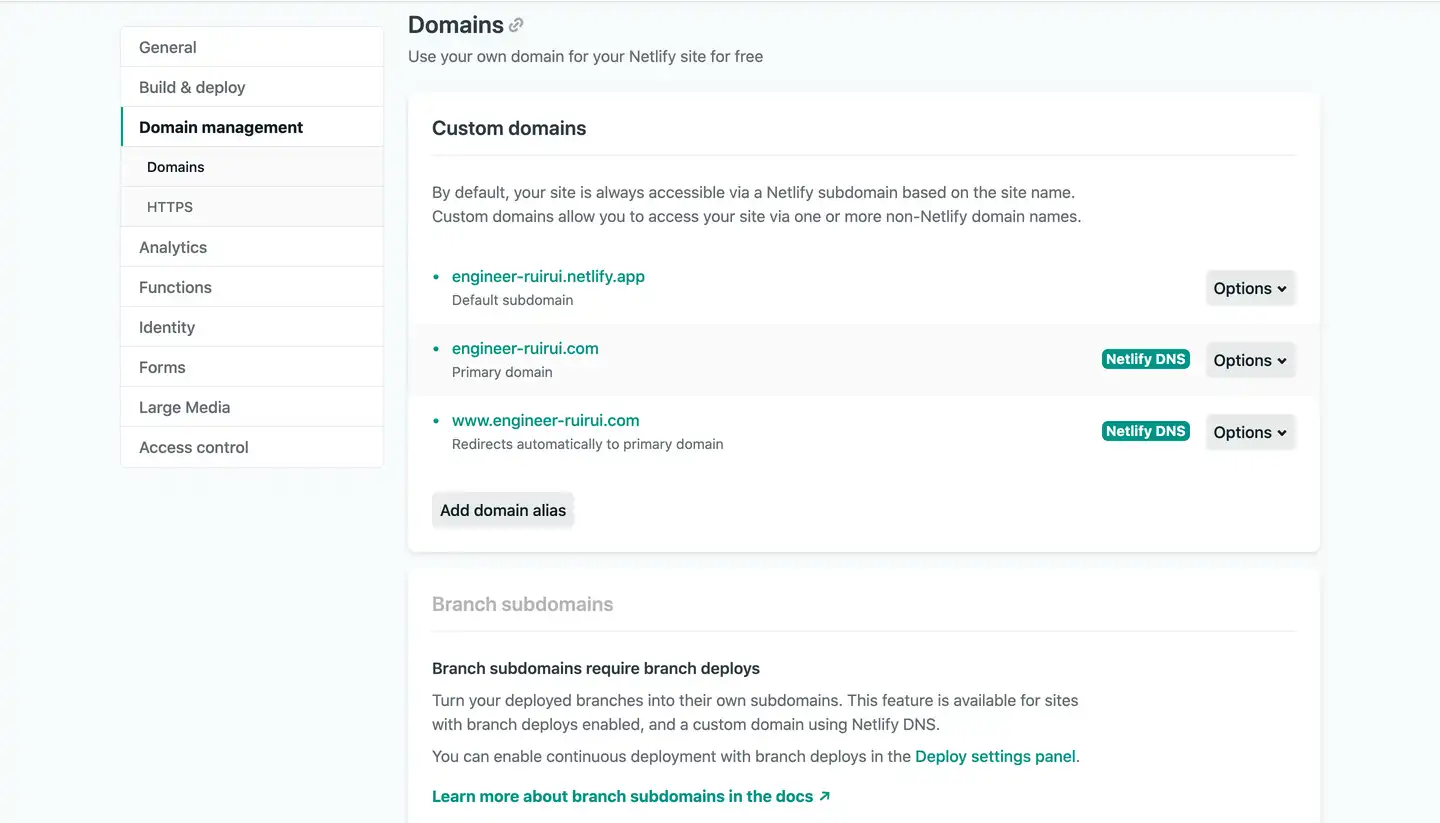 General
Build & deploy
Domain management
Domains
HTTPS
Analytics
Functions
Identity
Forms
Large Media
Access control
Domains
Use your own domain for your Netlify site for free
Custom domains
By default, your site is always accessible via a Netlify subdomain based on the site name.
Custom domains allow you to access your site via one or more non-Netlify domain names.
engineer-ruirui.netlify.app
Default subdomain
Options
engineer-ruirui.com
Primary domain
Netlify DNS
Options
www.engineer-ruirui.com
Redirects automatically to primary domain
Netlify DNS
Options
Add domain alias
Branch subdomains
Branch subdomains require branch deploys
Turn your deployed branches into their own subdomains. This feature is available for sites
with branch deploys enabled, and a custom domain using Netlify DNS.
You can enable continuous deployment with branch deploys in the Deploy settings panel.
Learn more about branch subdomains in the docs ↗